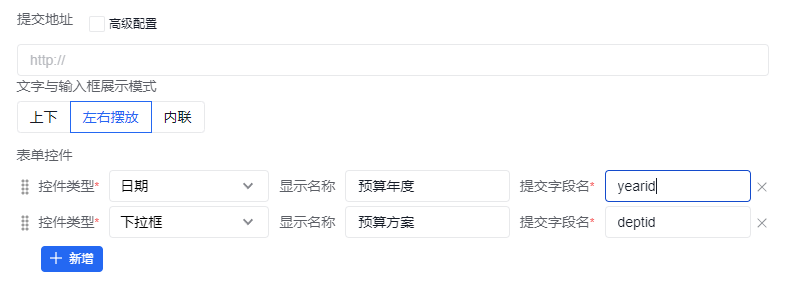 提交地址 高级配置
http://
文字与输入框展示模式
上下 左右摆放 内联
表单控件
控件类型* 日期 显示名称 预算年度 提交字段名* yearid
控件类型* 下拉框 显示名称 预算方案 提交字段名* deptid
新增